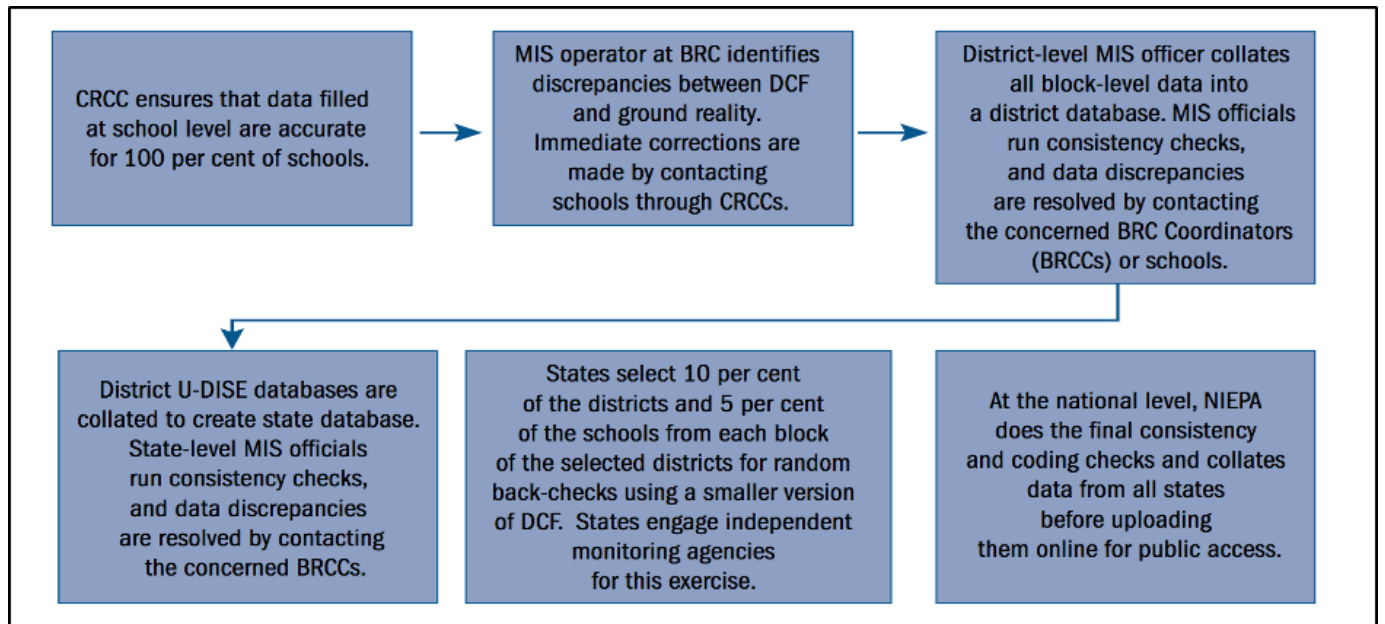 CRCC ensures that data filled
at school level are accurate
for 100 per cent of schools.
MIS operator at BRC identifies
discrepancies between DCF
and ground reality.
Immediate corrections are
made by contacting
schools through CRCCs.
District-level MIS officer collates
all block-level data into
a district database. MIS officials
run consistency checks,
and data discrepancies
are resolved by contacting
the concerned BRC Coordinators
(BRCCs) or schools.
District U-DISE databases are
collated to create state database.
State-level MIS officials
run consistency checks,
and data discrepancies
are resolved by contacting
the concerned BRCCs.
States select 10 per cent
of the districts and 5 per cent
of the schools from each block
of the selected districts for random
back-checks using a smaller version
of DCF. States engage independent
monitoring agencies
for this exercise.
At the national level, NIEPA
does the final consistency
and coding checks and collates
data from all states
before uploading
them online for public access.